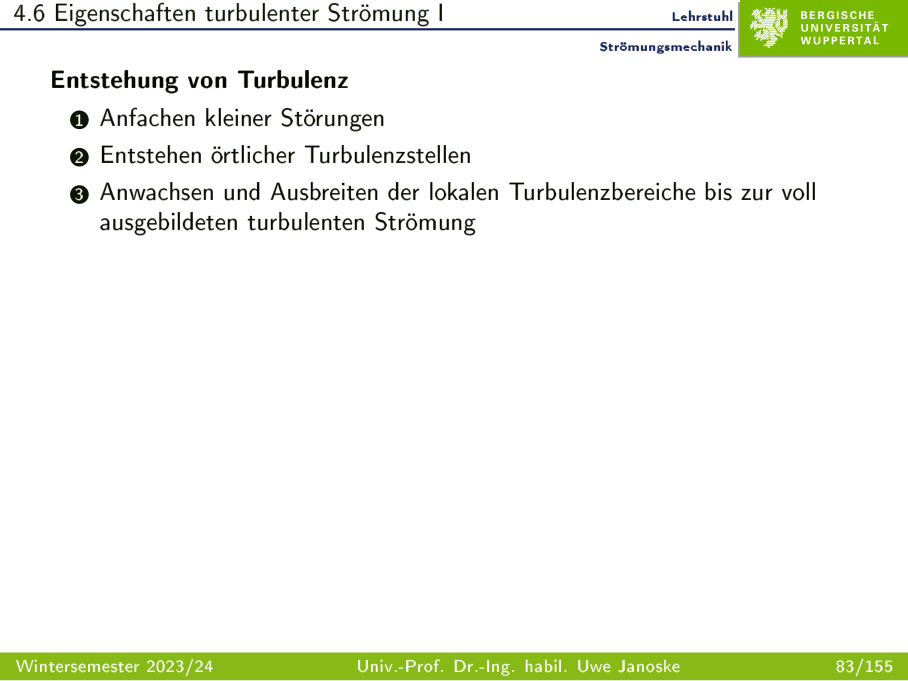 4.6 Eigenschaften turbulenter Strömung I
Lehrstuhl
Strömungsmechanik
BERGISCHE
UNIVERSITÄT
WUPPERTAL
Entstehung von Turbulenz
1 Anfachen kleiner Störungen
2 Entstehen örtlicher Turbulenzstellen
3 Anwachsen und Ausbreiten der lokalen Turbulenzbereiche bis zur voll
ausgebildeten turbulenten Strömung
Wintersemester 2023/24 Univ.-Prof. Dr.-Ing. habil. Uwe Janoske 83/155